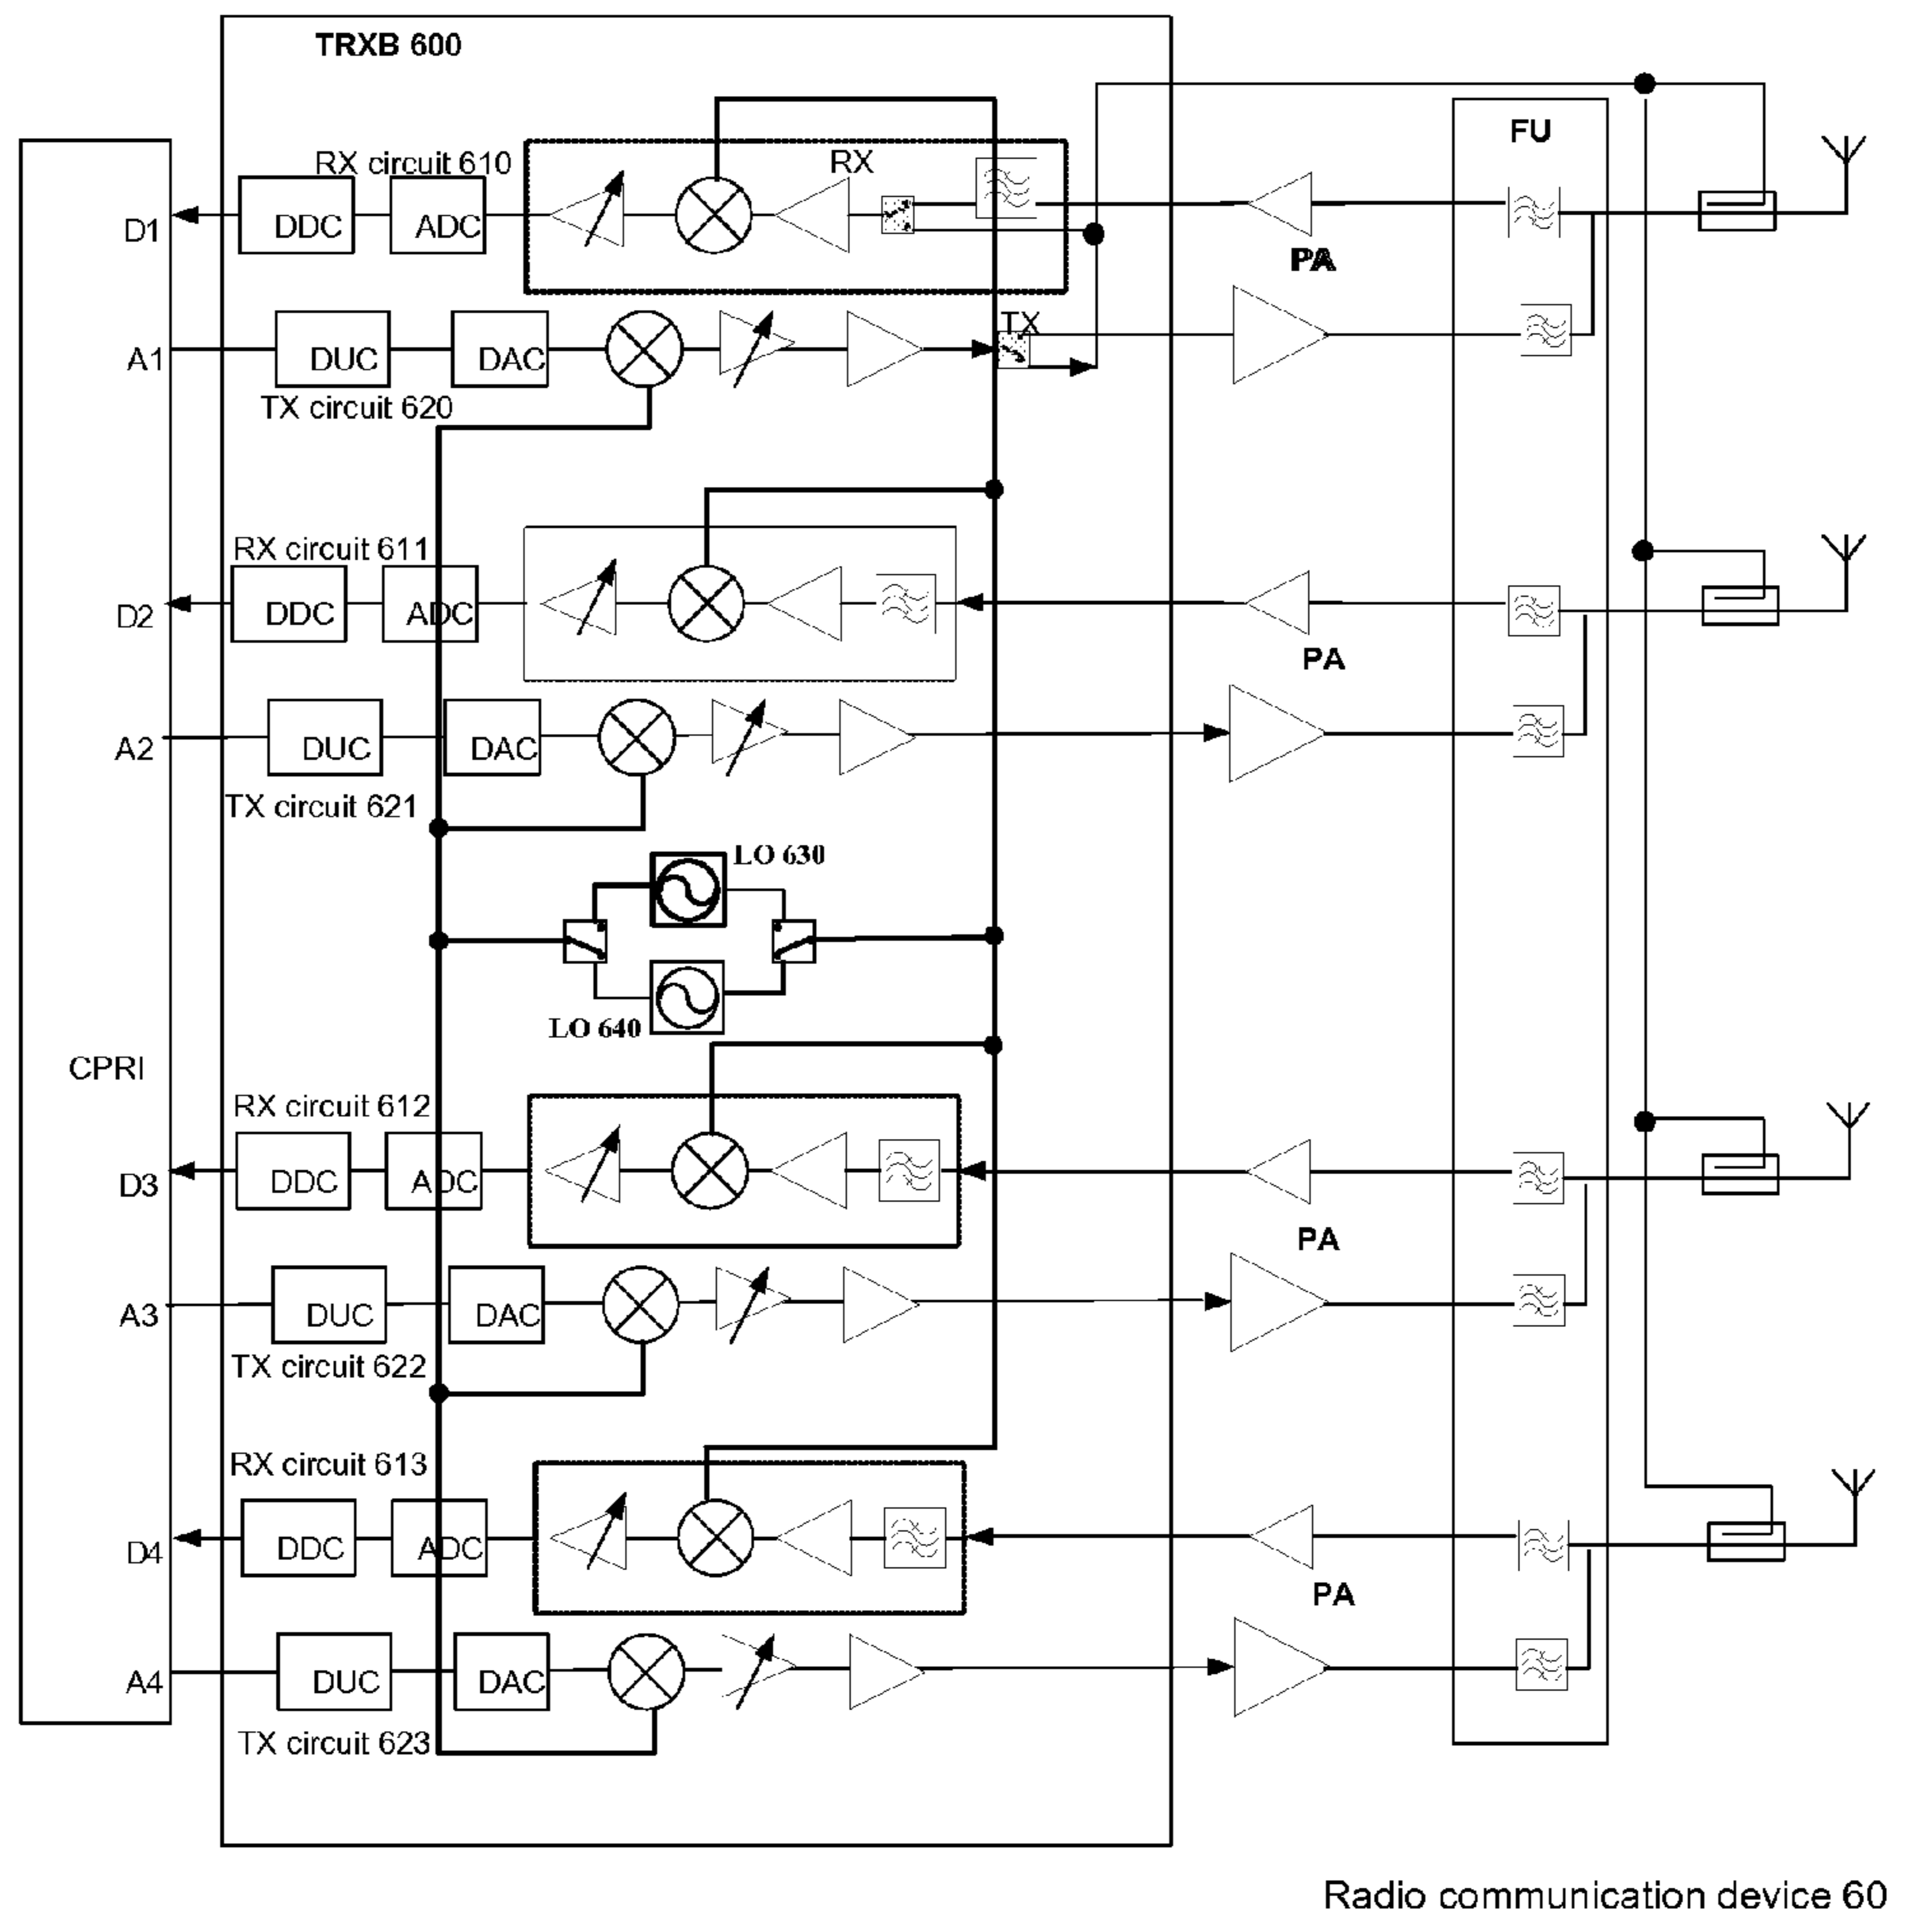 TRXB 600
FU
RX circuit 610
RX
DDC
ADC
D1
PA
TX
A1
DUC
DAC
TX circuit 620
RX circuit 611
DDC
ADC
D2
PA
A2
DUC
DAC
TX circuit 621
LO 630
LO 640
CPRI
RX circuit 612
DDC
ADC
D3
PA
A3
DUC
DAC
TX circuit 622
RX circuit 613
DDC
ADC
D4
PA
A4
DUC
DAC
TX circuit 623
Radio communication device 60